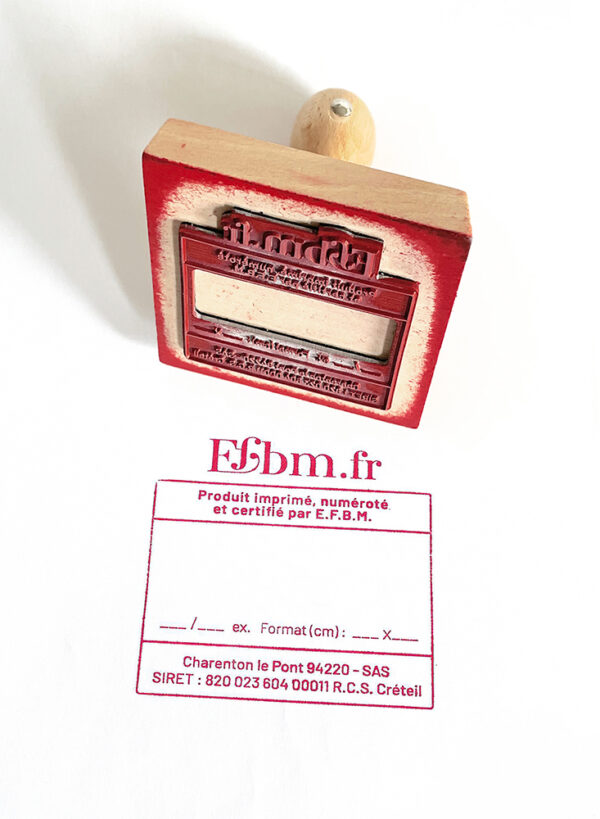 Efbm.fr
Produit imprimé, numéroté
et certifié par E.F.B.M.
___/___ ex. Format (cm) : ___ x___
Charenton le Pont 94220 - SAS
SIRET : 820 023 604 00011 R.C.S. Créteil